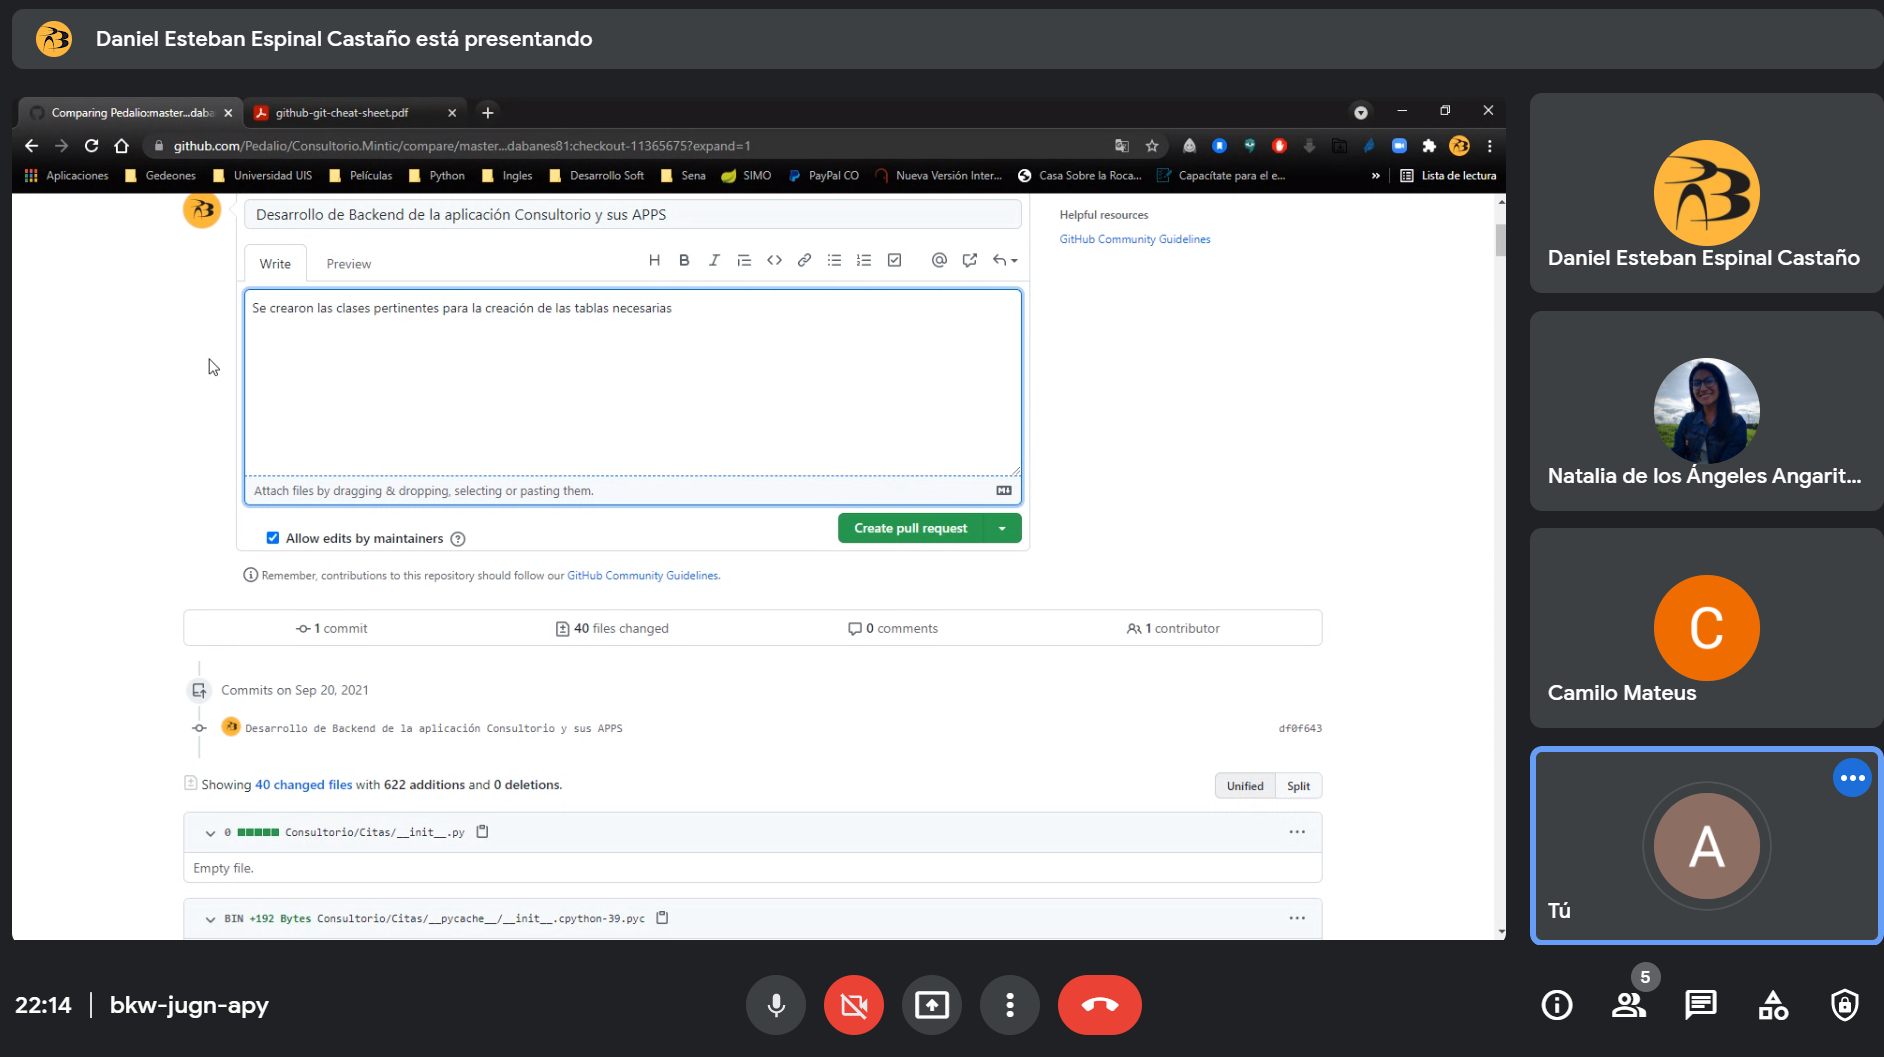 Daniel Esteban Espinal Castaño está presentando
Comparing Pedalio:master...daba
github-git-cheat-sheet.pdf
github.com/Pedalio/Consultorio.Mintic/compare/master...dabanes81:checkout-11365675?expand=1
Aplicaciones Gedeones Universidad UIS Películas Python Ingles Desarrollo Soft Sena SIMO PayPal CO Nueva Versión Inter... Casa Sobre la Roca... Capacítate para el e... » Lista de lectura
Desarrollo de Backend de la aplicación Consultorio y sus APPS
Helpful resources
GitHub Community Guidelines
Write Preview
Se crearon las clases pertinentes para la creación de las tablas necesarias
Attach files by dragging & dropping, selecting or pasting them.
Create pull request
Allow edits by maintainers
Remember, contributions to this repository should follow our GitHub Community Guidelines.
1 commit 40 files changed 0 comments 1 contributor
Commits on Sep 20, 2021
Desarrollo de Backend de la aplicación Consultorio y sus APPS df0f643
Showing 40 changed files with 622 additions and 0 deletions.
Unified Split
0 Consultorio/Citas/__init__.py
Empty file.
BIN +192 Bytes Consultorio/Citas/__pycache__/__init__.cpython-39.pyc
Daniel Esteban Espinal Castaño
Natalia de los Ángeles Angarit...
C
Camilo Mateus
A
Tú
22:14 | bkw-jugn-apy
5